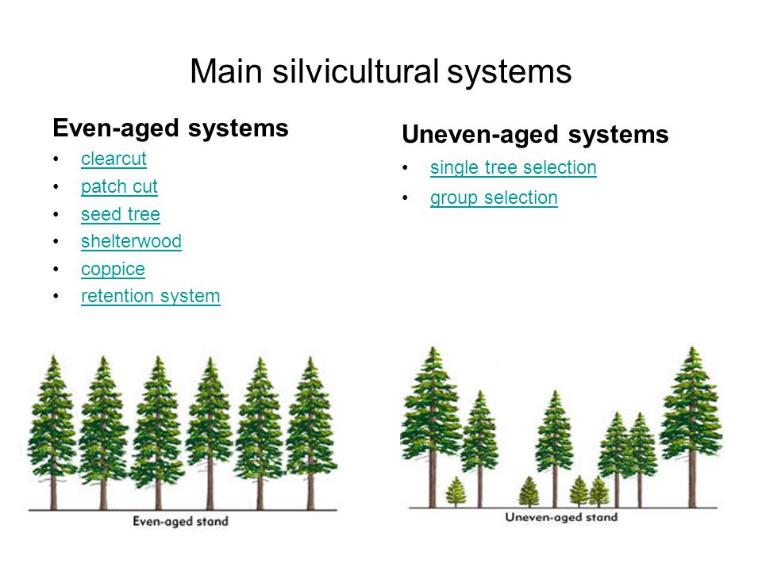 Main silvicultural systems
Even-aged systems
• clearcut
• patch cut
• seed tree
• shelterwood
• coppice
• retention system
Uneven-aged systems
• single tree selection
• group selection
Even-aged stand
Uneven-aged stand